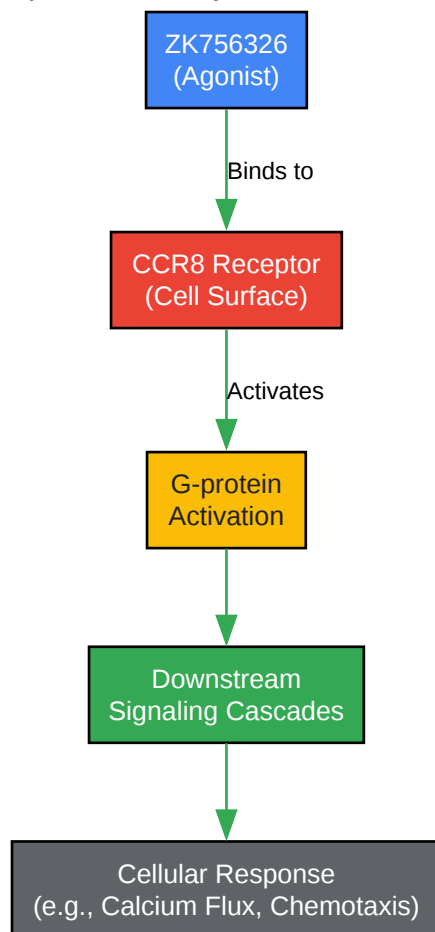 ZK756326
(Agonist)
Binds to
CCR8 Receptor
(Cell Surface)
Activates
G-protein
Activation
Downstream
Signaling Cascades
Cellular Response
(e.g., Calcium Flux, Chemotaxis)